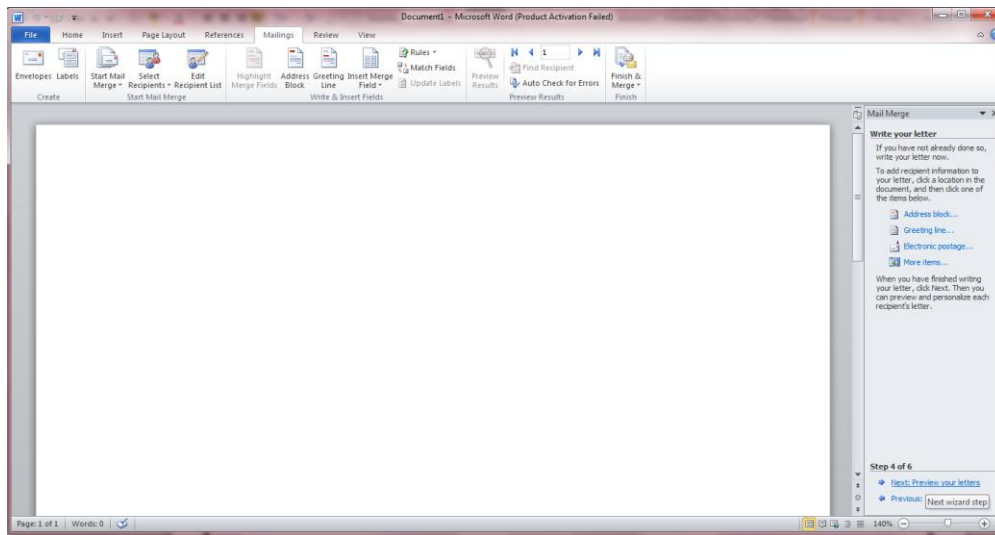 Document1 - Microsoft Word (Product Activation Failed)
File Home Insert Page Layout References Mailings Review View
Envelopes Labels
Create
Start Mail Merge
Select Recipients
Edit Recipient List
Start Mail Merge
Highlight Merge Fields
Address Block
Greeting Line
Insert Merge Field
Rules
Match Fields
Update Labels
Write & Insert Fields
Preview Results
1
Find Recipient
Auto Check for Errors
Preview Results
Finish & Merge
Finish
Mail Merge
Write your letter
If you have not already done so,
write your letter now.
To add recipient information to
your letter, click a location in the
document, and then click one of
the items below.
Address block...
Greeting line...
Electronic postage...
More items...
When you have finished writing
your letter, click Next. Then you
can preview and personalize each
recipient's letter.
Step 4 of 6
Next: Preview your letters
Previous:
Next wizard step
Page: 1 of 1 Words: 0
140%